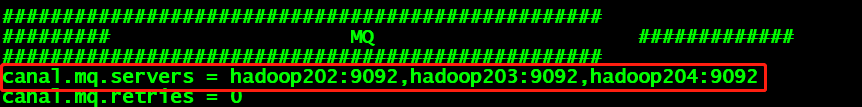 ##################################################
#########                    MQ                      #############
##################################################
canal.mq.servers = hadoop202:9092,hadoop203:9092,hadoop204:9092
canal.mq.retries = 0